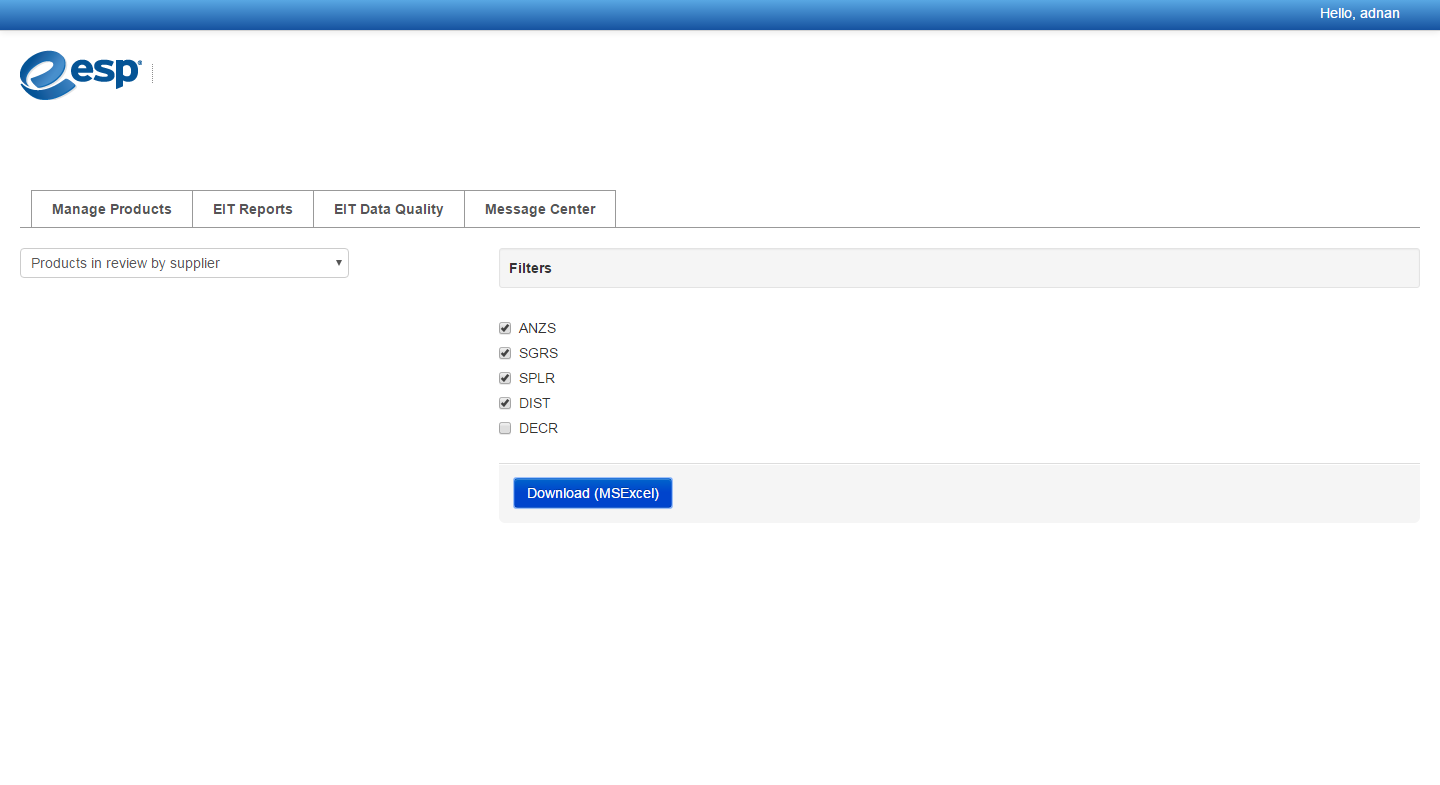 Hello, adnan
esp®
Manage Products EIT Reports EIT Data Quality Message Center
Products in review by supplier
Filters
ANZS
SGRS
SPLR
DIST
DECR
Download (MSExcel)